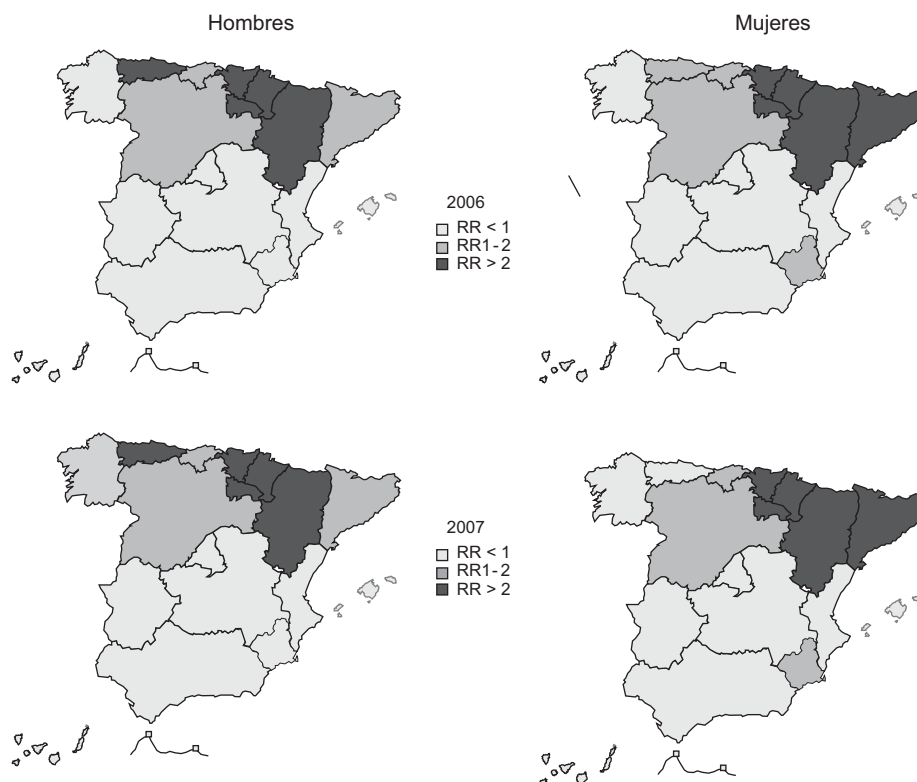 Hombres
Mujeres
2006
RR < 1
RR1-2
RR > 2
2007
RR < 1
RR1-2
RR > 2